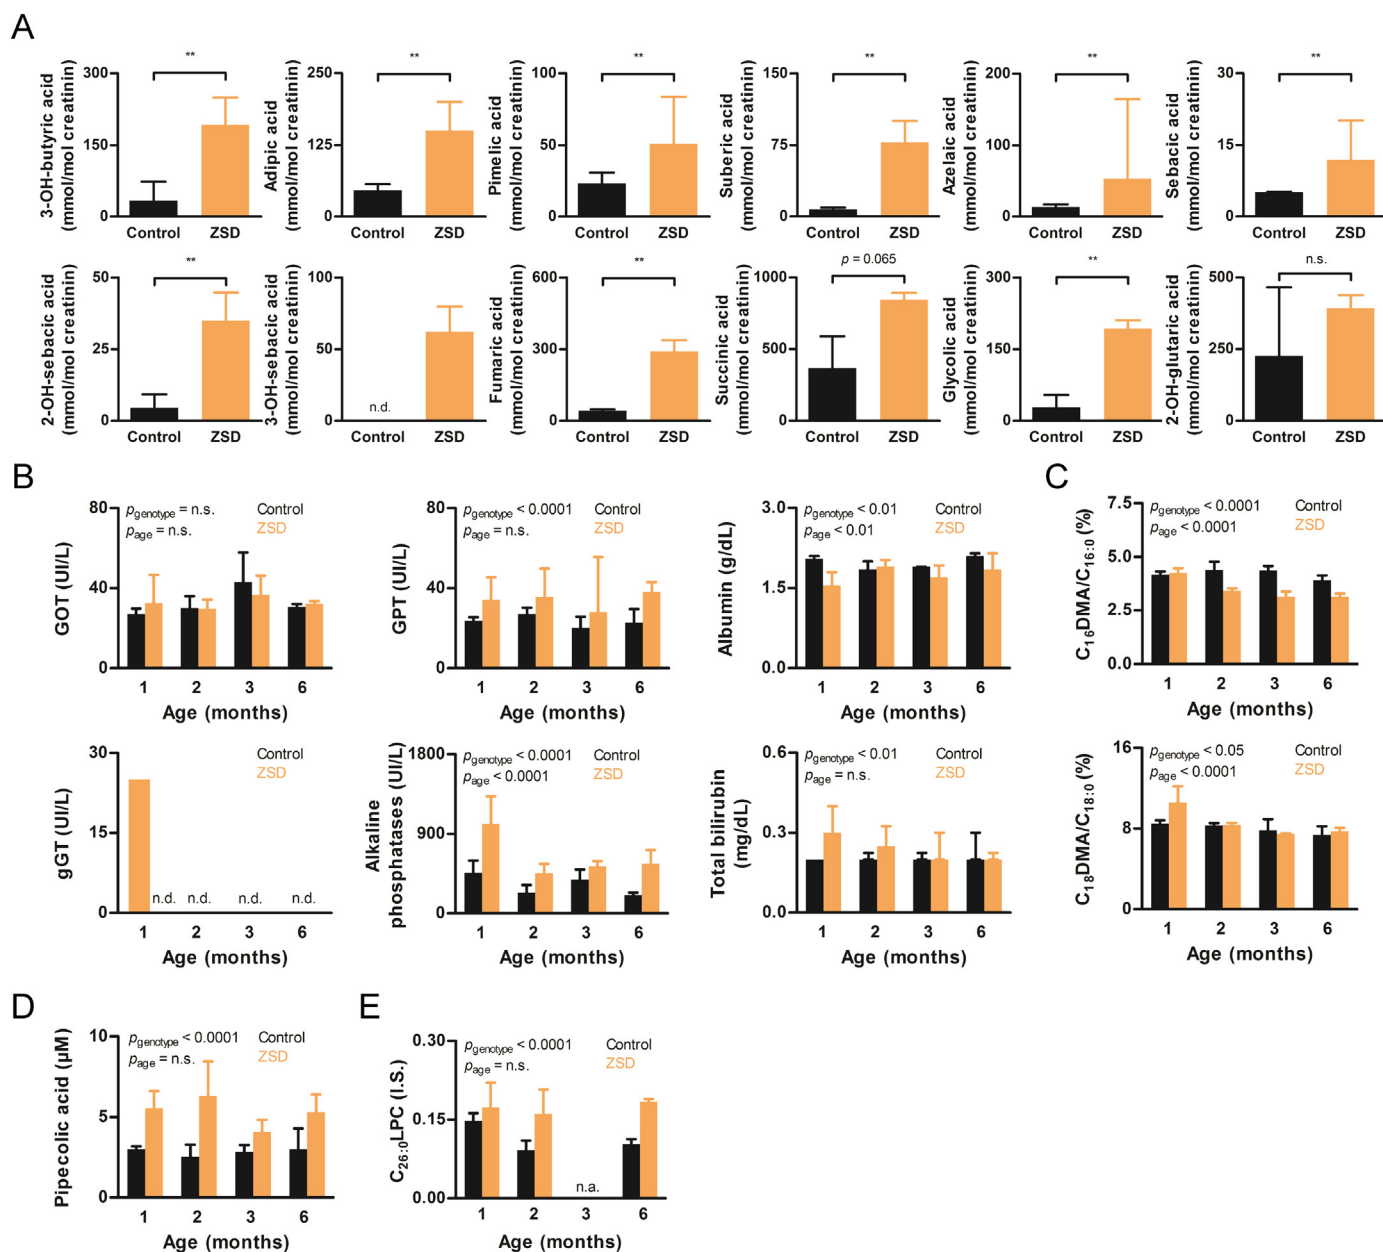 A
3-OH-butyric acid
(mmol/mol creatinin)
300
150
0
**
Control ZSD
Adipic acid
(mmol/mol creatinin)
250
125
0
**
Control ZSD
Pimelic acid
(mmol/mol creatinin)
100
50
0
**
Control ZSD
Suberic acid
(mmol/mol creatinin)
150
75
0
**
Control ZSD
Azelaic acid
(mmol/mol creatinin)
200
100
0
**
Control ZSD
Sebacic acid
(mmol/mol creatinin)
30
15
0
**
Control ZSD
2-OH-sebacic acid
(mmol/mol creatinin)
50
25
0
**
Control ZSD
3-OH-sebacic acid
(mmol/mol creatinin)
100
50
0
n.d.
Control ZSD
Fumaric acid
(mmol/mol creatinin)
600
300
0
**
Control ZSD
Succinic acid
(mmol/mol creatinin)
1000
500
0
p = 0.065
Control ZSD
Glycolic acid
(mmol/mol creatinin)
300
150
0
**
Control ZSD
2-OH-glutaric acid
(mmol/mol creatinin)
500
250
0
n.s.
Control ZSD
B
GOT (UI/L)
80
40
0
pgenotype = n.s.
page = n.s.
Control
ZSD
1 2 3 6
Age (months)
GPT (UI/L)
80
40
0
pgenotype < 0.0001
page = n.s.
Control
ZSD
1 2 3 6
Age (months)
Albumin (g/dL)
3.0
1.5
0.0
pgenotype < 0.01
page < 0.01
Control
ZSD
1 2 3 6
Age (months)
gGT (UI/L)
30
15
0
Control
ZSD
n.d. n.d. n.d. n.d.
1 2 3 6
Age (months)
Alkaline
phosphatases (UI/L)
1800
900
0
pgenotype < 0.0001
page < 0.0001
Control
ZSD
1 2 3 6
Age (months)
Total bilirubin
(mg/dL)
0.6
0.3
0.0
pgenotype < 0.01
page = n.s.
Control
ZSD
1 2 3 6
Age (months)
C
C16DMA/C16:0 (%)
7.5
5.0
2.5
0.0
pgenotype < 0.0001
page < 0.0001
Control
ZSD
1 2 3 6
Age (months)
C18DMA/C18:0 (%)
16
8
0
pgenotype < 0.05
page < 0.0001
Control
ZSD
1 2 3 6
Age (months)
D
Pipecolic acid (µM)
10
5
0
pgenotype < 0.0001
page = n.s.
Control
ZSD
1 2 3 6
Age (months)
E
C26:0LPC (I.S.)
0.30
0.15
0.00
pgenotype < 0.0001
page = n.s.
Control
ZSD
n.a.
1 2 3 6
Age (months)